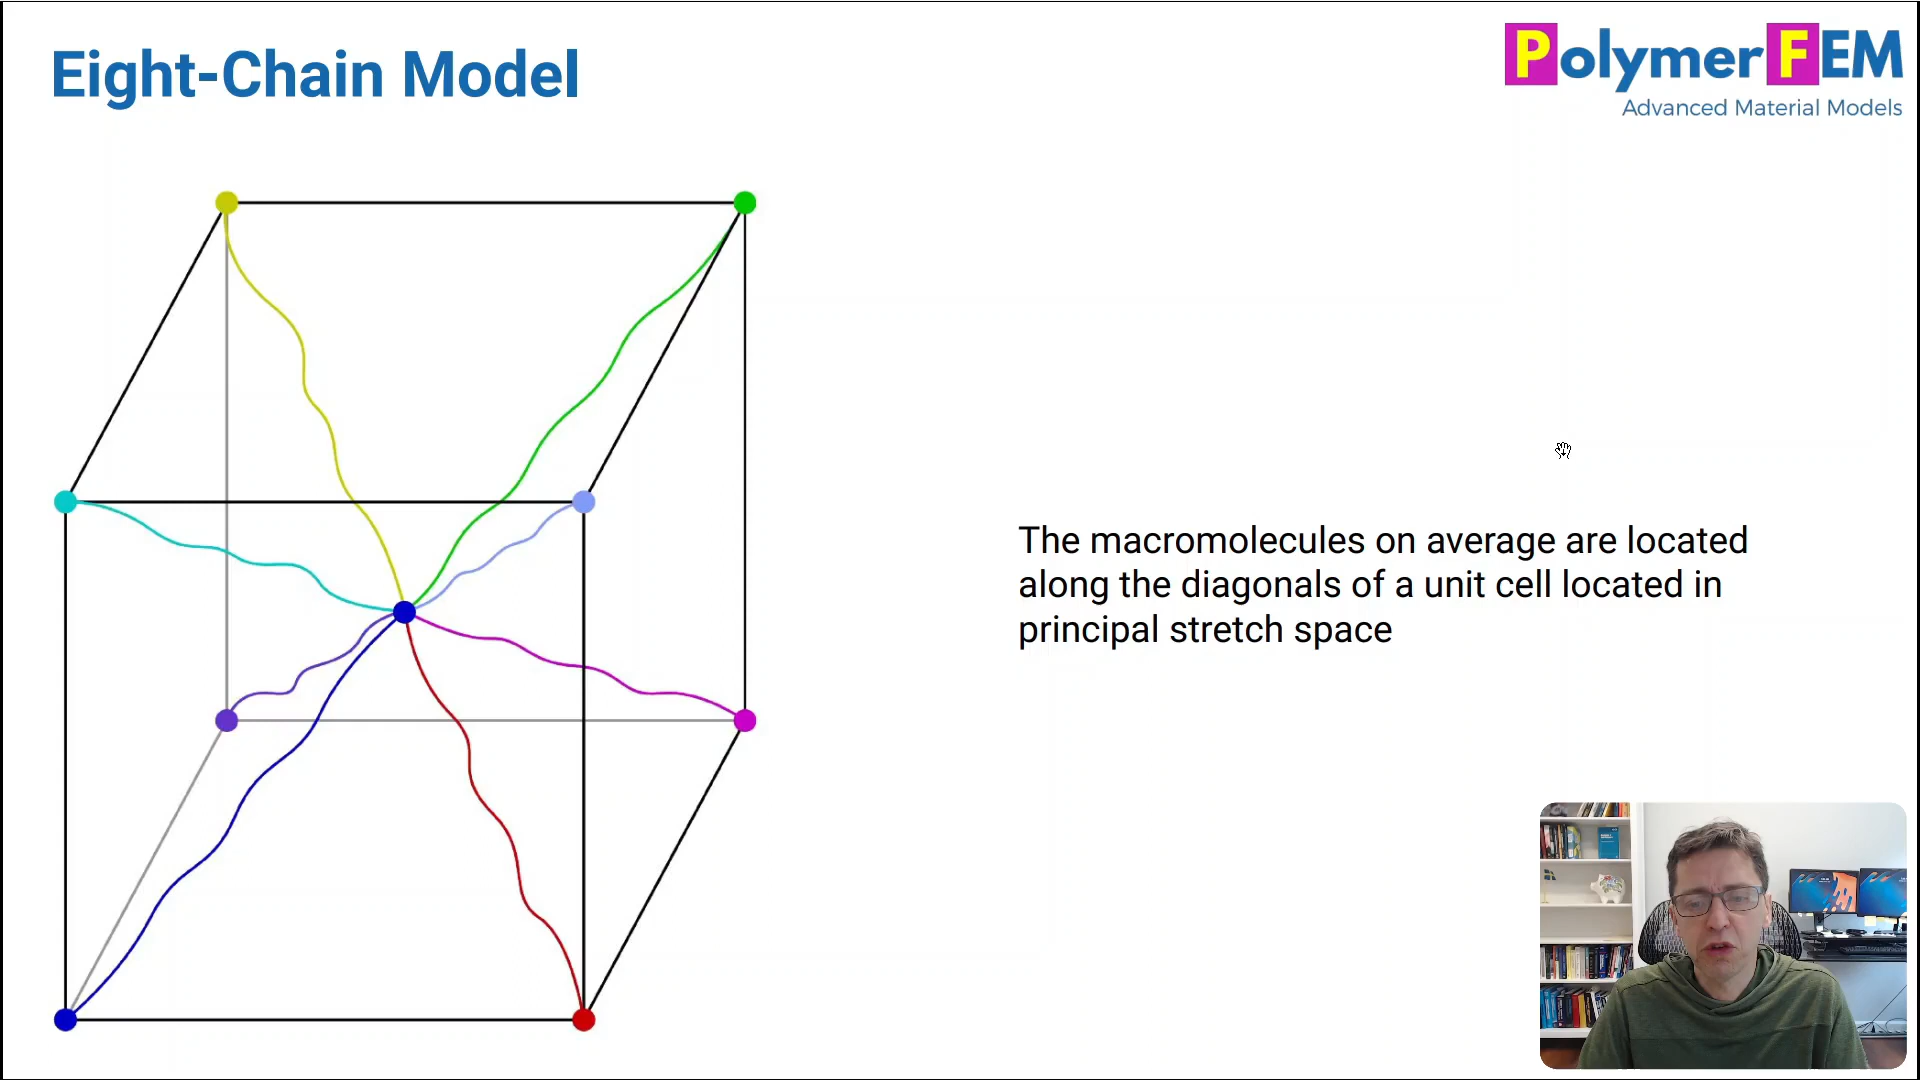 Eight-Chain Model
PolymerFEM
Advanced Material Models
The macromolecules on average are located
along the diagonals of a unit cell located in
principal stretch space